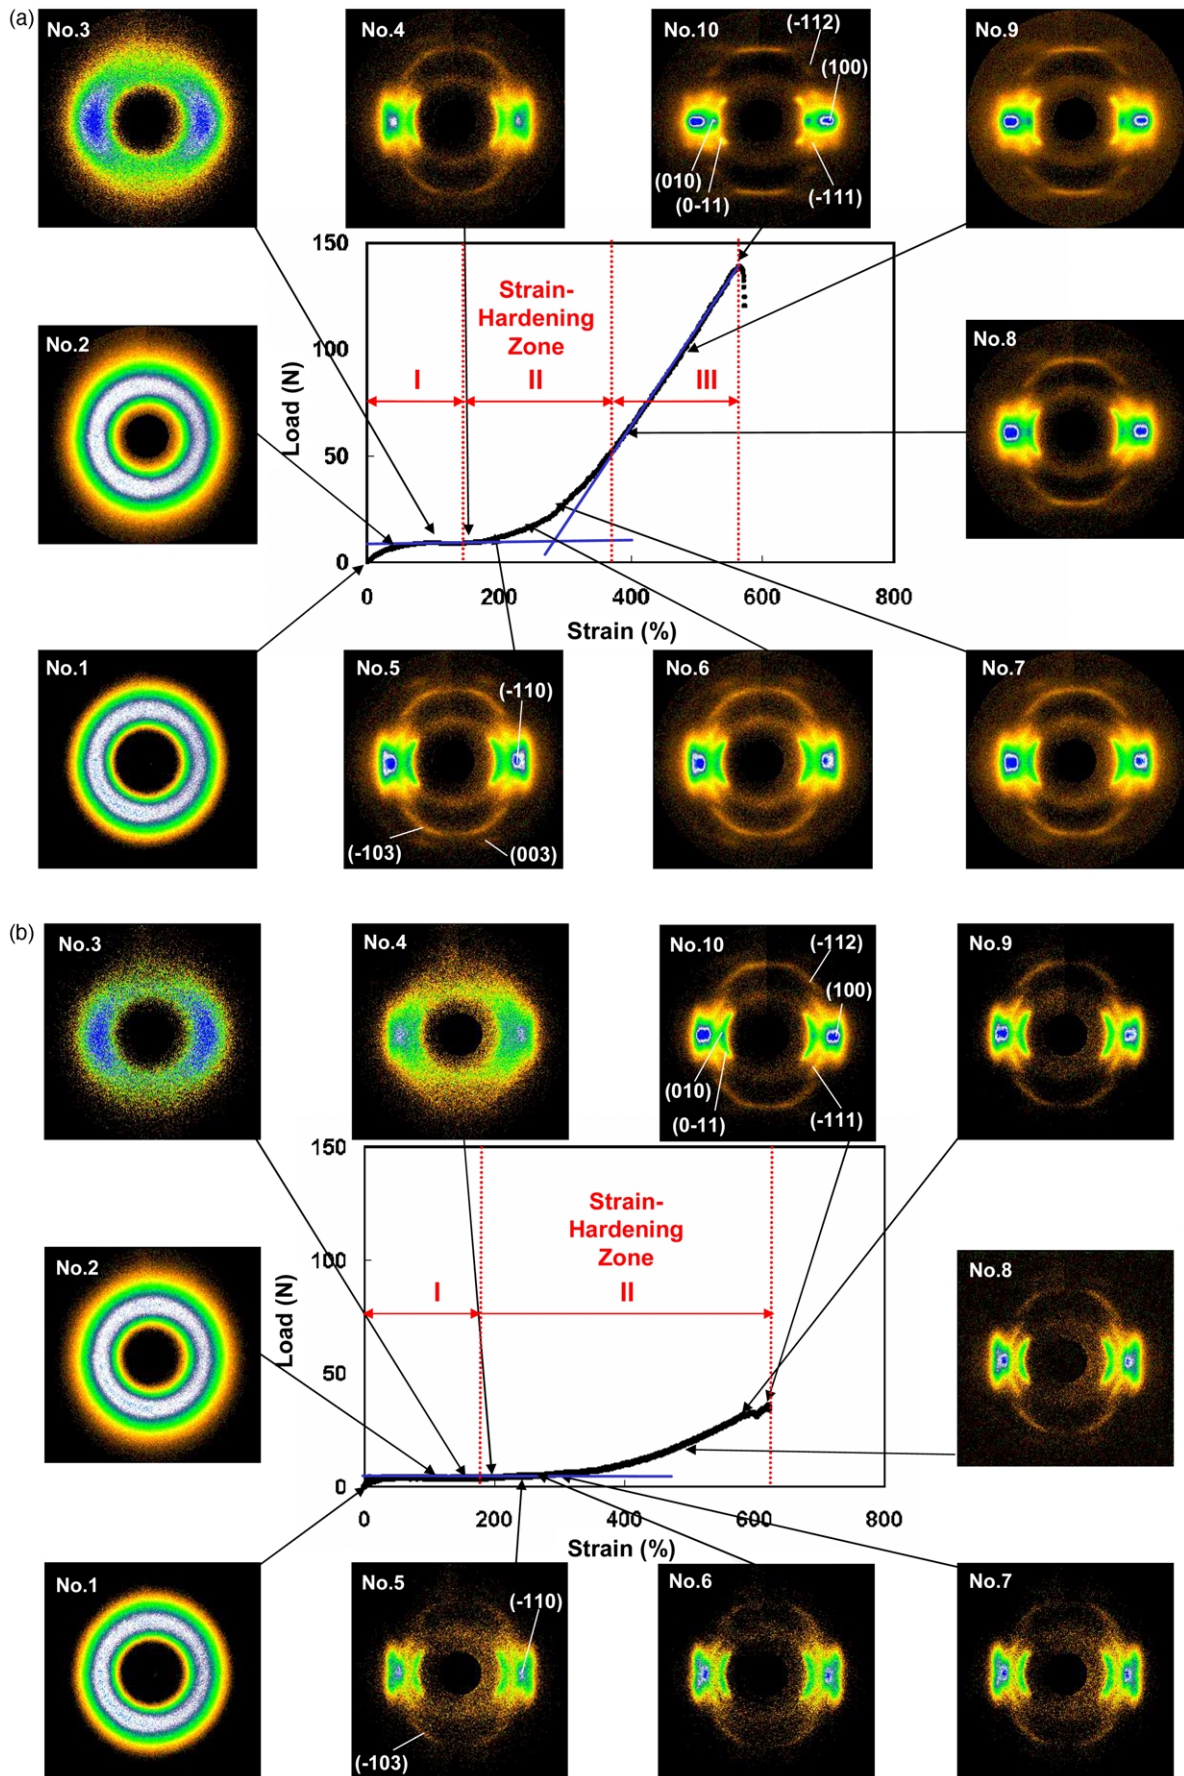 (a)
No.3
No.4
No.10
(-112)
(100)
(010)
(0-11)
(-111)
No.9
No.2
150
100
50
0
Load (N)
Strain-
Hardening
Zone
I
II
III
0
200
400
600
800
Strain (%)
No.8
No.1
No.5
(-110)
(-103)
(003)
No.6
No.7
(b)
No.3
No.4
No.10
(-112)
(100)
(010)
(0-11)
(-111)
No.9
No.2
150
100
50
0
Load (N)
Strain-
Hardening
Zone
I
II
0
200
400
600
800
Strain (%)
No.8
No.1
No.5
(-110)
(-103)
No.6
No.7